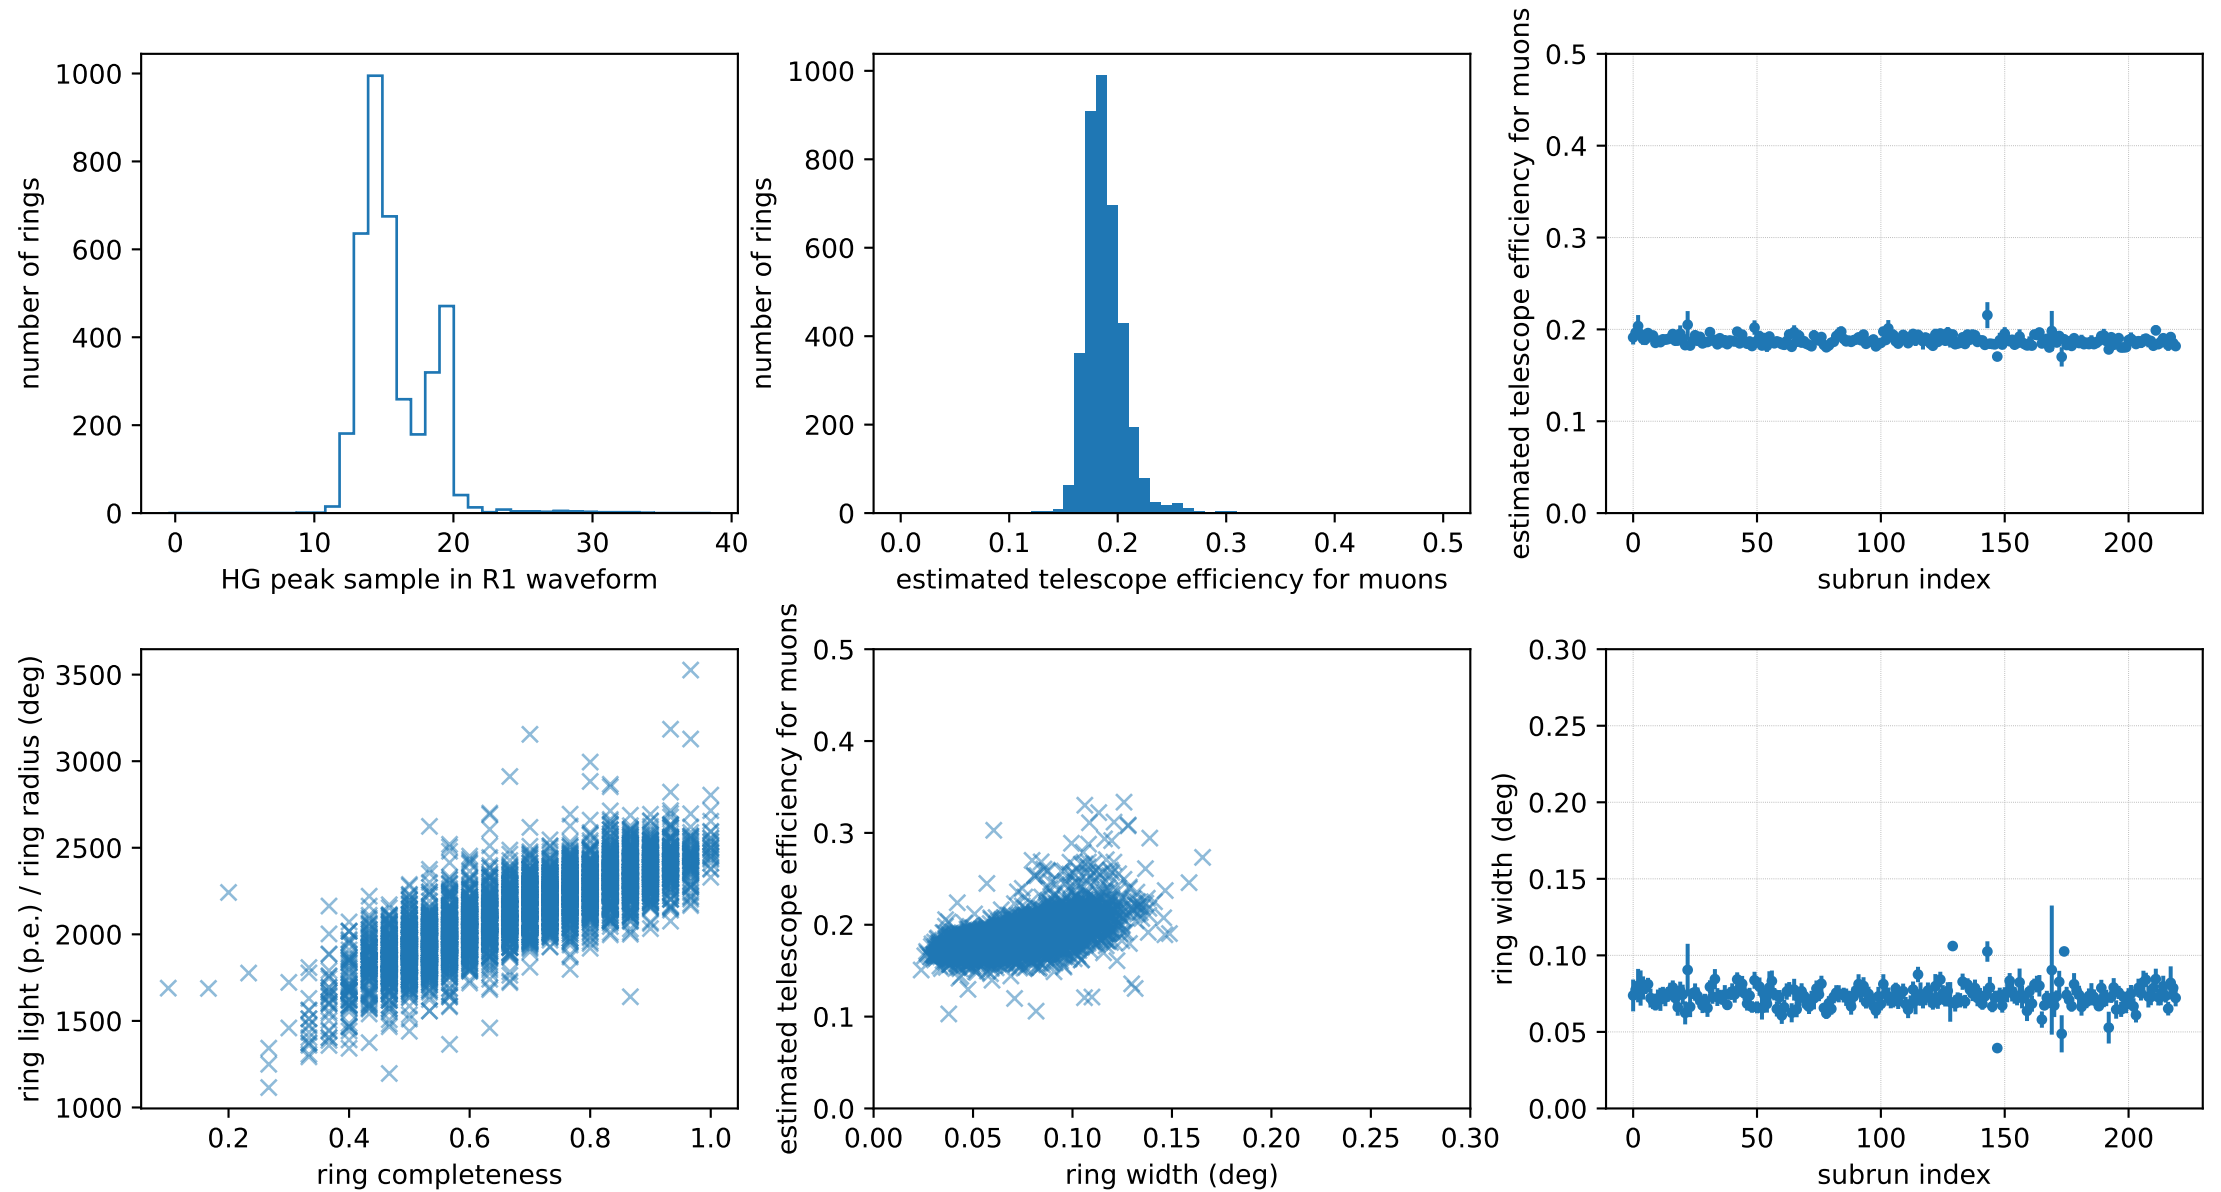 1000
800
600
400
200
0
number of rings
0 10 20 30 40
HG peak sample in R1 waveform
1000
800
600
400
200
0
number of rings
0.0 0.1 0.2 0.3 0.4 0.5
estimated telescope efficiency for muons
0.5
0.4
0.3
0.2
0.1
0.0
estimated telescope efficiency for muons
0 50 100 150 200
subrun index
3500
3000
2500
2000
1500
1000
ring light (p.e.) / ring radius (deg)
0.2 0.4 0.6 0.8 1.0
ring completeness
0.5
0.4
0.3
0.2
0.1
0.0
estimated telescope efficiency for muons
0.00 0.05 0.10 0.15 0.20 0.25 0.30
ring width (deg)
0.30
0.25
0.20
0.15
0.10
0.05
0.00
ring width (deg)
0 50 100 150 200
subrun index